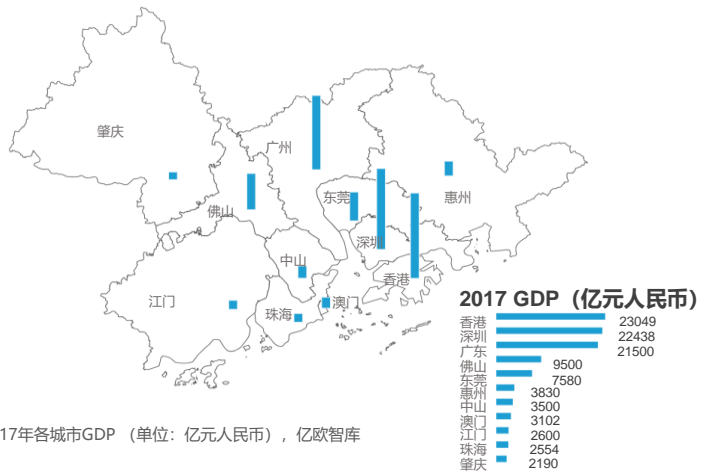 肇庆
广州
东莞
惠州
佛山
深圳
中山
香港
江门
珠海
澳门
2017 GDP（亿元人民币）
香港 23049
深圳 22438
广东 21500
佛山 9500
东莞 7580
惠州 3830
中山 3500
澳门 3102
江门 2600
珠海 2554
肇庆 2190
17年各城市GDP （单位：亿元人民币），亿欧智库